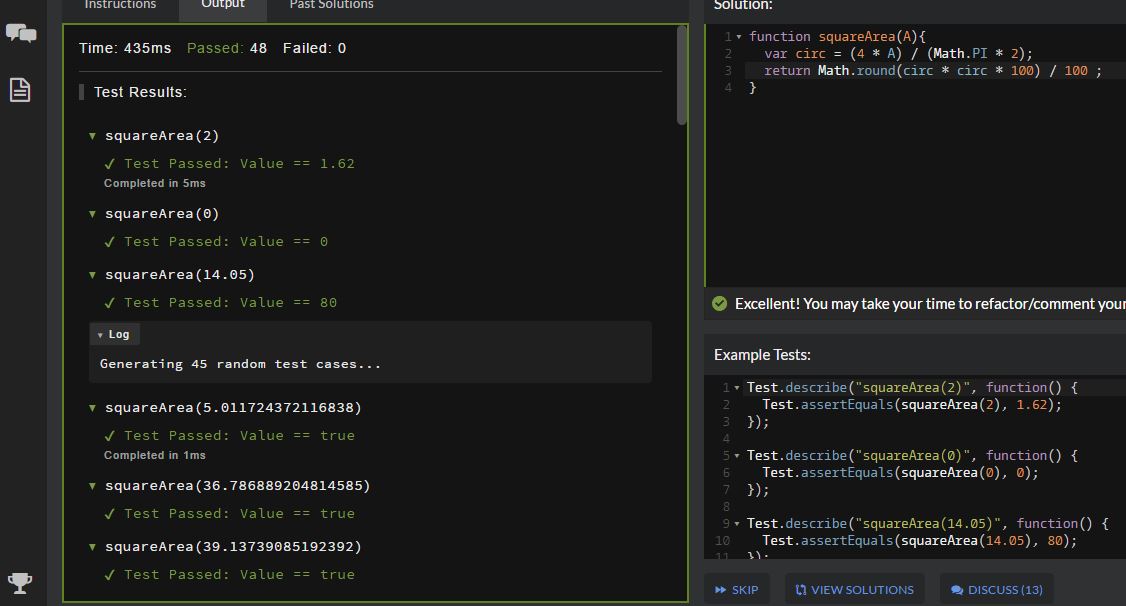 Instructions
Output
Past Solutions
Time: 435ms Passed: 48 Failed: 0
Test Results:
squareArea(2)
✓ Test Passed: Value == 1.62
Completed in 5ms
squareArea(0)
✓ Test Passed: Value == 0
squareArea(14.05)
✓ Test Passed: Value == 80
Log
Generating 45 random test cases...
squareArea(5.011724372116838)
✓ Test Passed: Value == true
Completed in 1ms
squareArea(36.786889204814585)
✓ Test Passed: Value == true
squareArea(39.13739085192392)
✓ Test Passed: Value == true
Solution:
1 function squareArea(A){
2 var circ = (4 * A) / (Math.PI * 2);
3 return Math.round(circ * circ * 100) / 100 ;
4 }
Excellent! You may take your time to refactor/comment your
Example Tests:
1 Test.describe("squareArea(2)", function() {
2 Test.assertEquals(squareArea(2), 1.62);
3 });
4
5 Test.describe("squareArea(0)", function() {
6 Test.assertEquals(squareArea(0), 0);
7 });
8
9 Test.describe("squareArea(14.05)", function() {
10 Test.assertEquals(squareArea(14.05), 80);
11 });
SKIP
VIEW SOLUTIONS
DISCUSS (13)